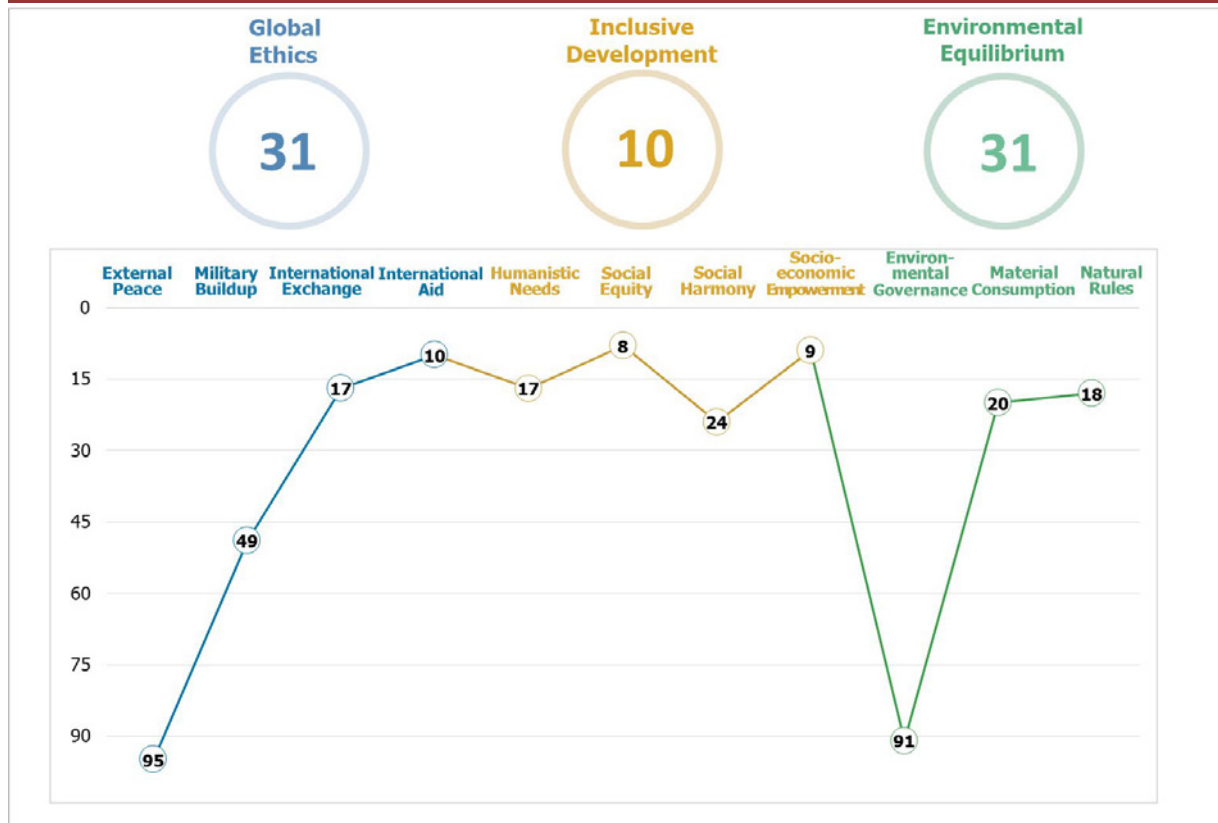 Global
Ethics
31
Inclusive
Development
10
Environmental
Equilibrium
31
External
Peace
Military
Buildup
International
Exchange
International
Aid
Humanistic
Needs
Social
Equity
Social
Harmony
Socio-
economic
Empowerment
Environ-
mental
Governance
Material
Consumption
Natural
Rules
0
15
30
45
60
75
90
95
49
17
10
17
8
24
9
91
20
18